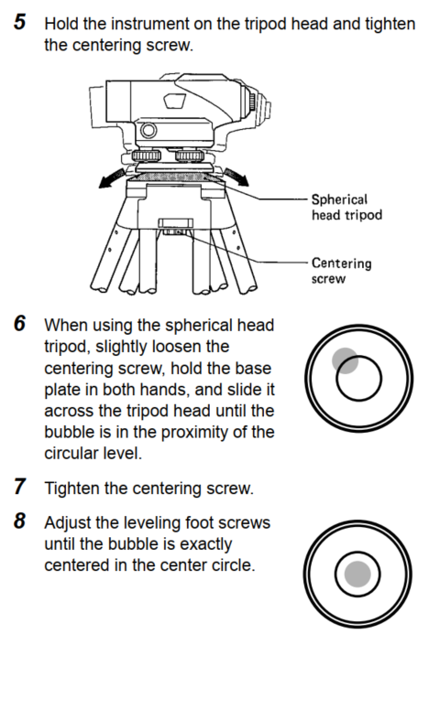 5 Hold the instrument on the tripod head and tighten
the centering screw.
Spherical
head tripod
Centering
screw
6 When using the spherical head
tripod, slightly loosen the
centering screw, hold the base
plate in both hands, and slide it
across the tripod head until the
bubble is in the proximity of the
circular level.
7 Tighten the centering screw.
8 Adjust the leveling foot screws
until the bubble is exactly
centered in the center circle.